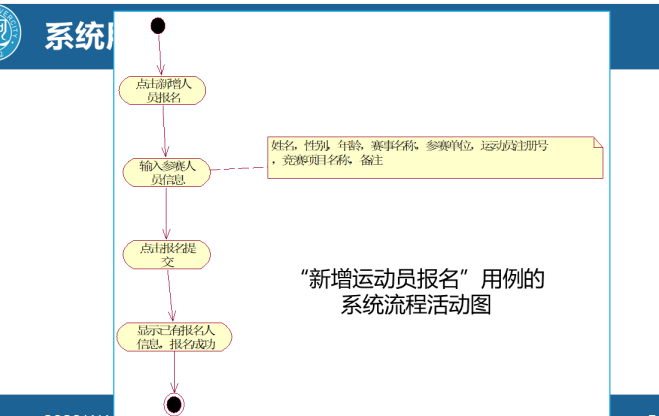 系统
点击新增人
员报名
姓名，性别，年龄，赛事名称，参赛单位，运动员注册号
，竞赛项目名称，备注
输入参赛人
员信息
点击报名提
交
“新增运动员报名”用例的
系统流程活动图
显示已有报名人
信息，报名成功